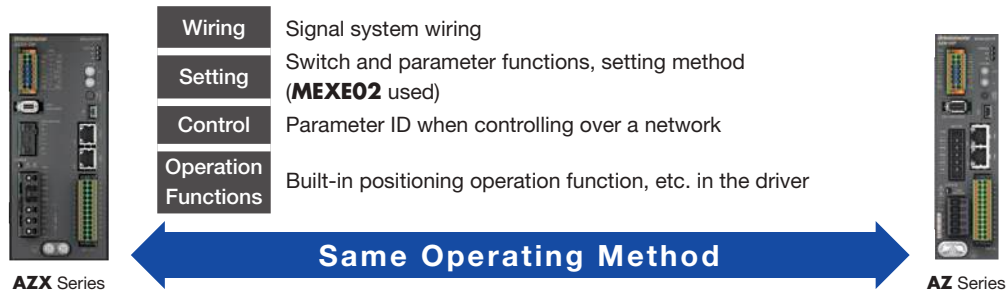 Wiring
Signal system wiring
Setting
Switch and parameter functions, setting method
(MEXE02 used)
Control
Parameter ID when controlling over a network
Operation
Functions
Built-in positioning operation function, etc. in the driver
Same Operating Method
AZX Series
AZ Series